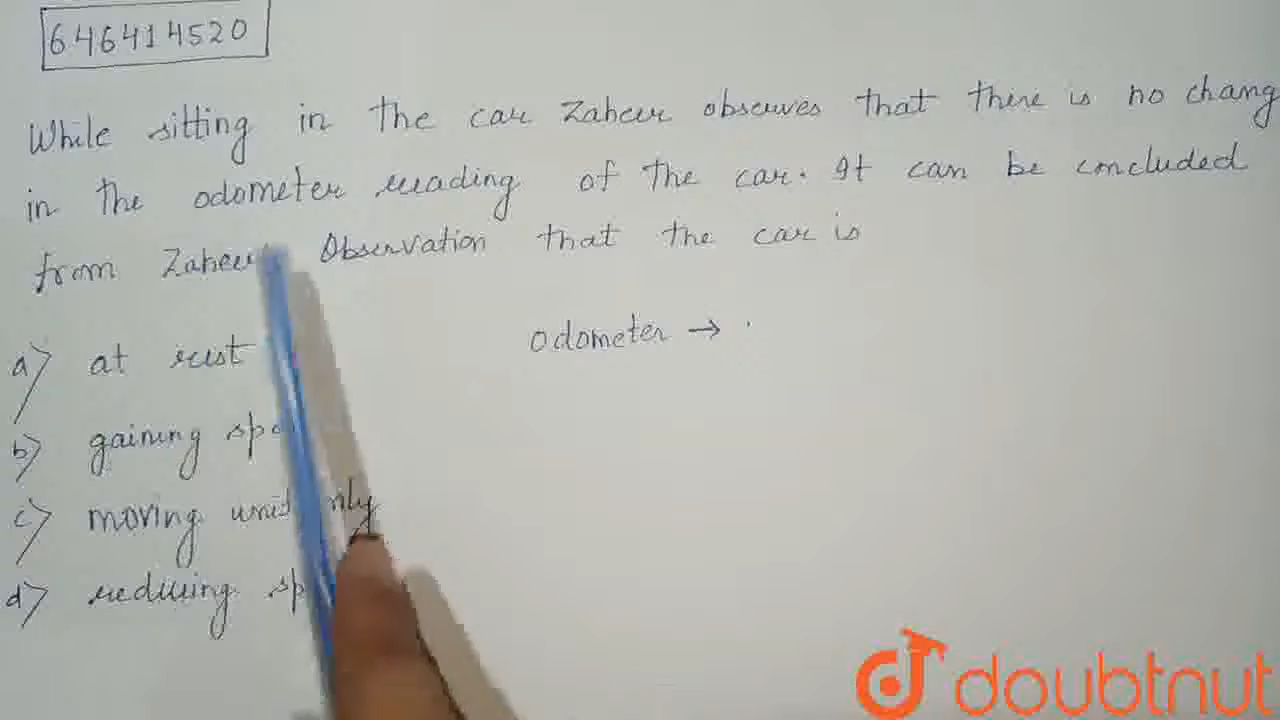 646414520
While sitting in the car Zaheer observes that there is no chang
in the odometer reading of the car. It can be concluded
from Zaheer Observation that the car is
odometer →
a) at rest
b) gaining
c) moving
d) reducing
doubtnut